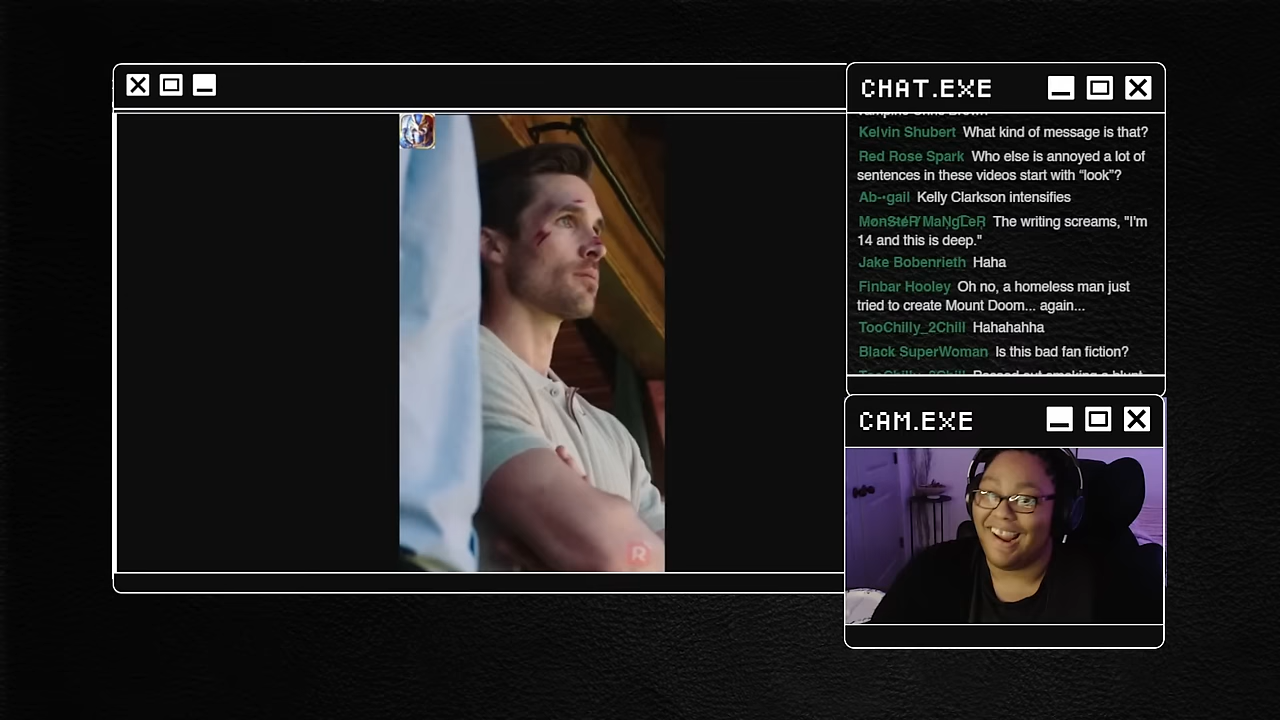 CHAT.EXE
Kelvin Shubert What kind of message is that?
Red Rose Spark Who else is annoyed a lot of
sentences in these videos start with “look”?
Ab-·gail Kelly Clarkson intensifies
MonSteR MaNgLeR The writing screams, "I'm
14 and this is deep."
Jake Bobenrieth Haha
Finbar Hooley Oh no, a homeless man just
tried to create Mount Doom... again...
TooChilly_2Chill Hahahahha
Black SuperWoman Is this bad fan fiction?
CAM.EXE
R